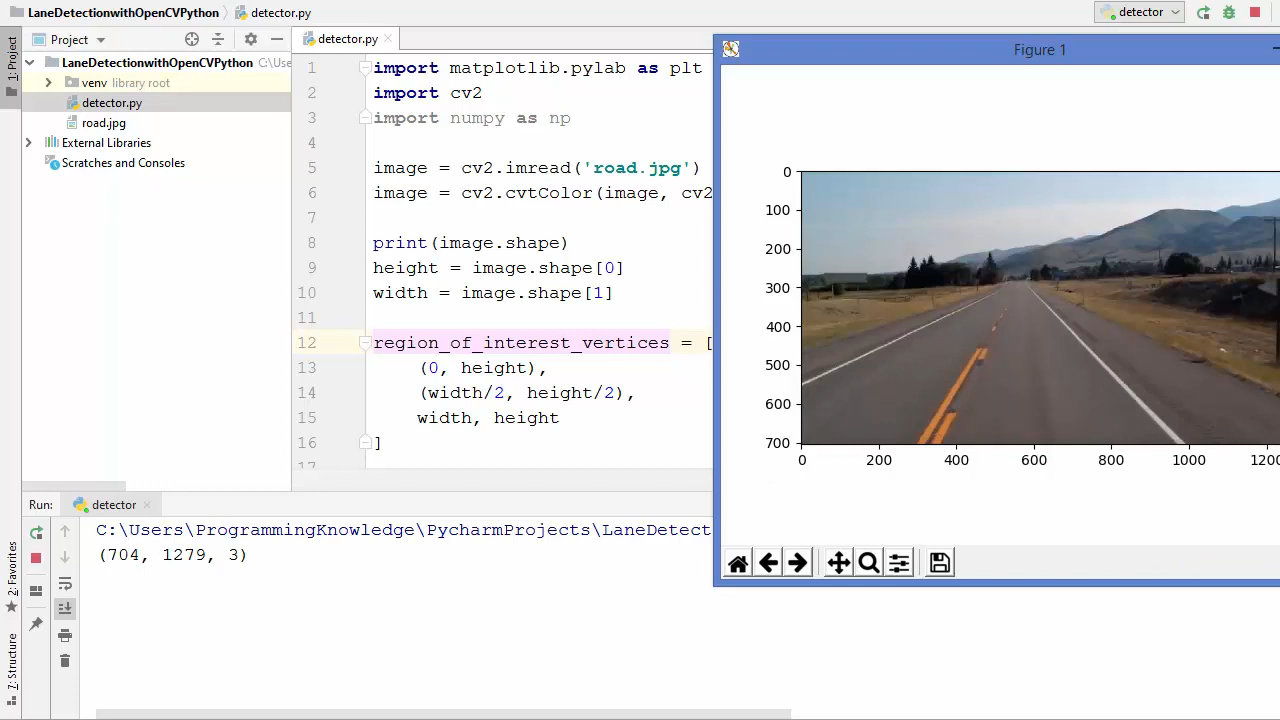 LaneDetectionwithOpenCVPython detector.py detector
Project detector.py Figure 1
1: Project
LaneDetectionwithOpenCVPython C:\Use
venv library root
detector.py
road.jpg
External Libraries
Scratches and Consoles
1 import matplotlib.pylab as plt
2 import cv2
3 import numpy as np
4
5 image = cv2.imread('road.jpg')
6 image = cv2.cvtColor(image, cv2
7
8 print(image.shape)
9 height = image.shape[0]
10 width = image.shape[1]
11
12 region_of_interest_vertices = [
13 (0, height),
14 (width/2, height/2),
15 width, height
16 ]
17
0
100
200
300
400
500
600
700
0 200 400 600 800 1000 1200
Run: detector
C:\Users\ProgrammingKnowledge\PycharmProjects\LaneDetect
(704, 1279, 3)
2: Favorites
7: Structure